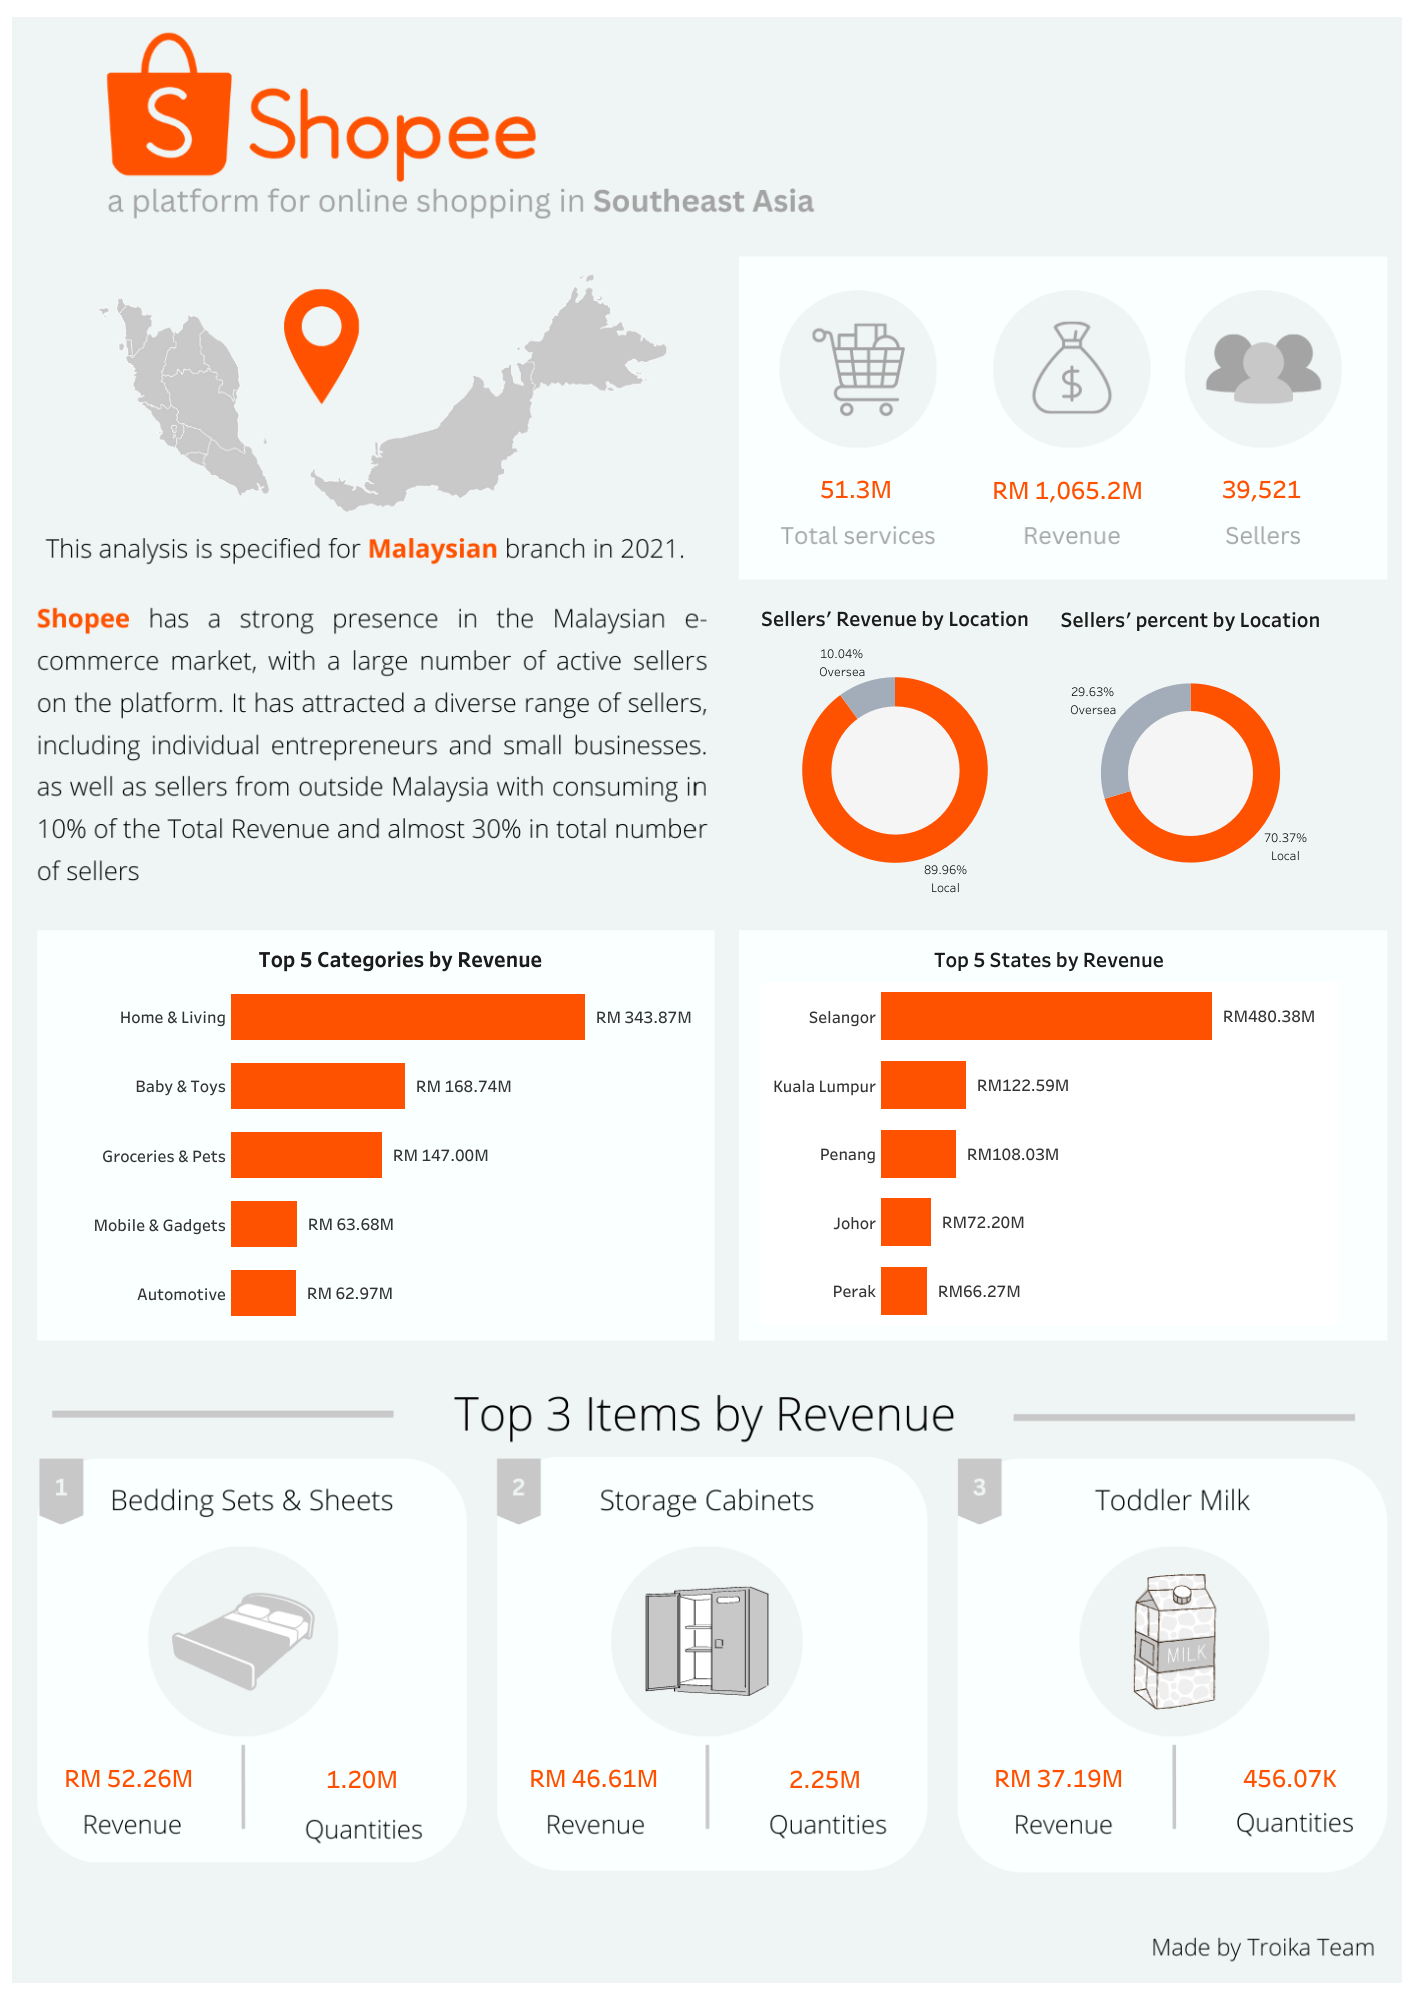 S Shopee
a platform for online shopping in Southeast Asia
This analysis is specified for Malaysian branch in 2021.
$
51.3M
Total services
RM 1,065.2M
Revenue
39,521
Sellers
Shopee has a strong presence in the Malaysian e-
commerce market, with a large number of active sellers
on the platform. It has attracted a diverse range of sellers,
including individual entrepreneurs and small businesses.
as well as sellers from outside Malaysia with consuming in
10% of the Total Revenue and almost 30% in total number
of sellers
Sellers’ Revenue by Location
10.04%
Oversea
89.96%
Local
Sellers’ percent by Location
29.63%
Oversea
70.37%
Local
Top 5 Categories by Revenue
Home & Living RM 343.87M
Baby & Toys RM 168.74M
Groceries & Pets RM 147.00M
Mobile & Gadgets RM 63.68M
Automotive RM 62.97M
Top 5 States by Revenue
Selangor RM480.38M
Kuala Lumpur RM122.59M
Penang RM108.03M
Johor RM72.20M
Perak RM66.27M
Top 3 Items by Revenue
1
Bedding Sets & Sheets
RM 52.26M
Revenue
1.20M
Quantities
2
Storage Cabinets
RM 46.61M
Revenue
2.25M
Quantities
3
Toddler Milk
MILK
RM 37.19M
Revenue
456.07K
Quantities
Made by Troika Team